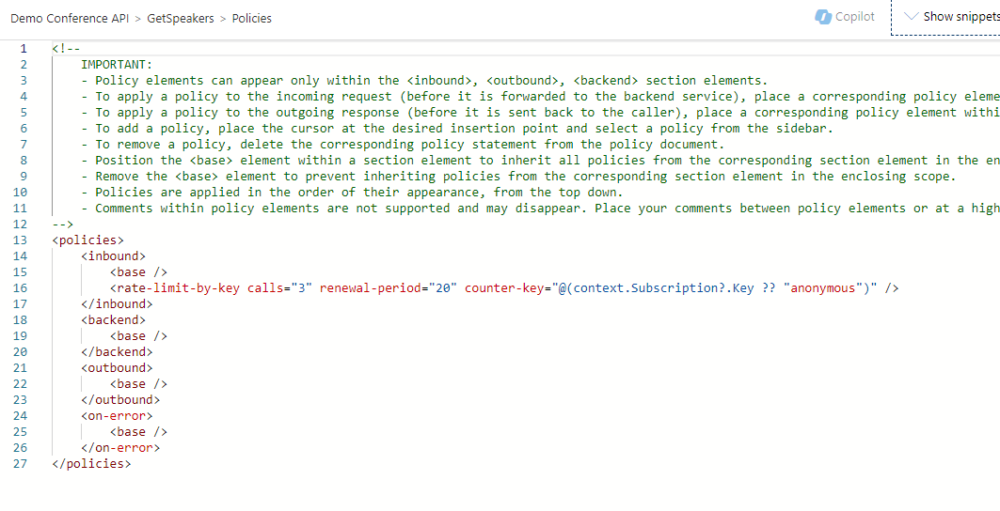 Demo Conference API > GetSpeakers > Policies
Copilot
Show snippets
1 <!--
2 IMPORTANT:
3 - Policy elements can appear only within the <inbound>, <outbound>, <backend> section elements.
4 - To apply a policy to the incoming request (before it is forwarded to the backend service), place a corresponding policy eleme
5 - To apply a policy to the outgoing response (before it is sent back to the caller), place a corresponding policy element withi
6 - To add a policy, place the cursor at the desired insertion point and select a policy from the sidebar.
7 - To remove a policy, delete the corresponding policy statement from the policy document.
8 - Position the <base> element within a section element to inherit all policies from the corresponding section element in the en
9 - Remove the <base> element to prevent inheriting policies from the corresponding section element in the enclosing scope.
10 - Policies are applied in the order of their appearance, from the top down.
11 - Comments within policy elements are not supported and may disappear. Place your comments between policy elements or at a high
12 -->
13 <policies>
14 <inbound>
15 <base />
16 <rate-limit-by-key calls="3" renewal-period="20" counter-key="@(context.Subscription?.Key ?? "anonymous")" />
17 </inbound>
18 <backend>
19 <base />
20 </backend>
21 <outbound>
22 <base />
23 </outbound>
24 <on-error>
25 <base />
26 </on-error>
27 </policies>